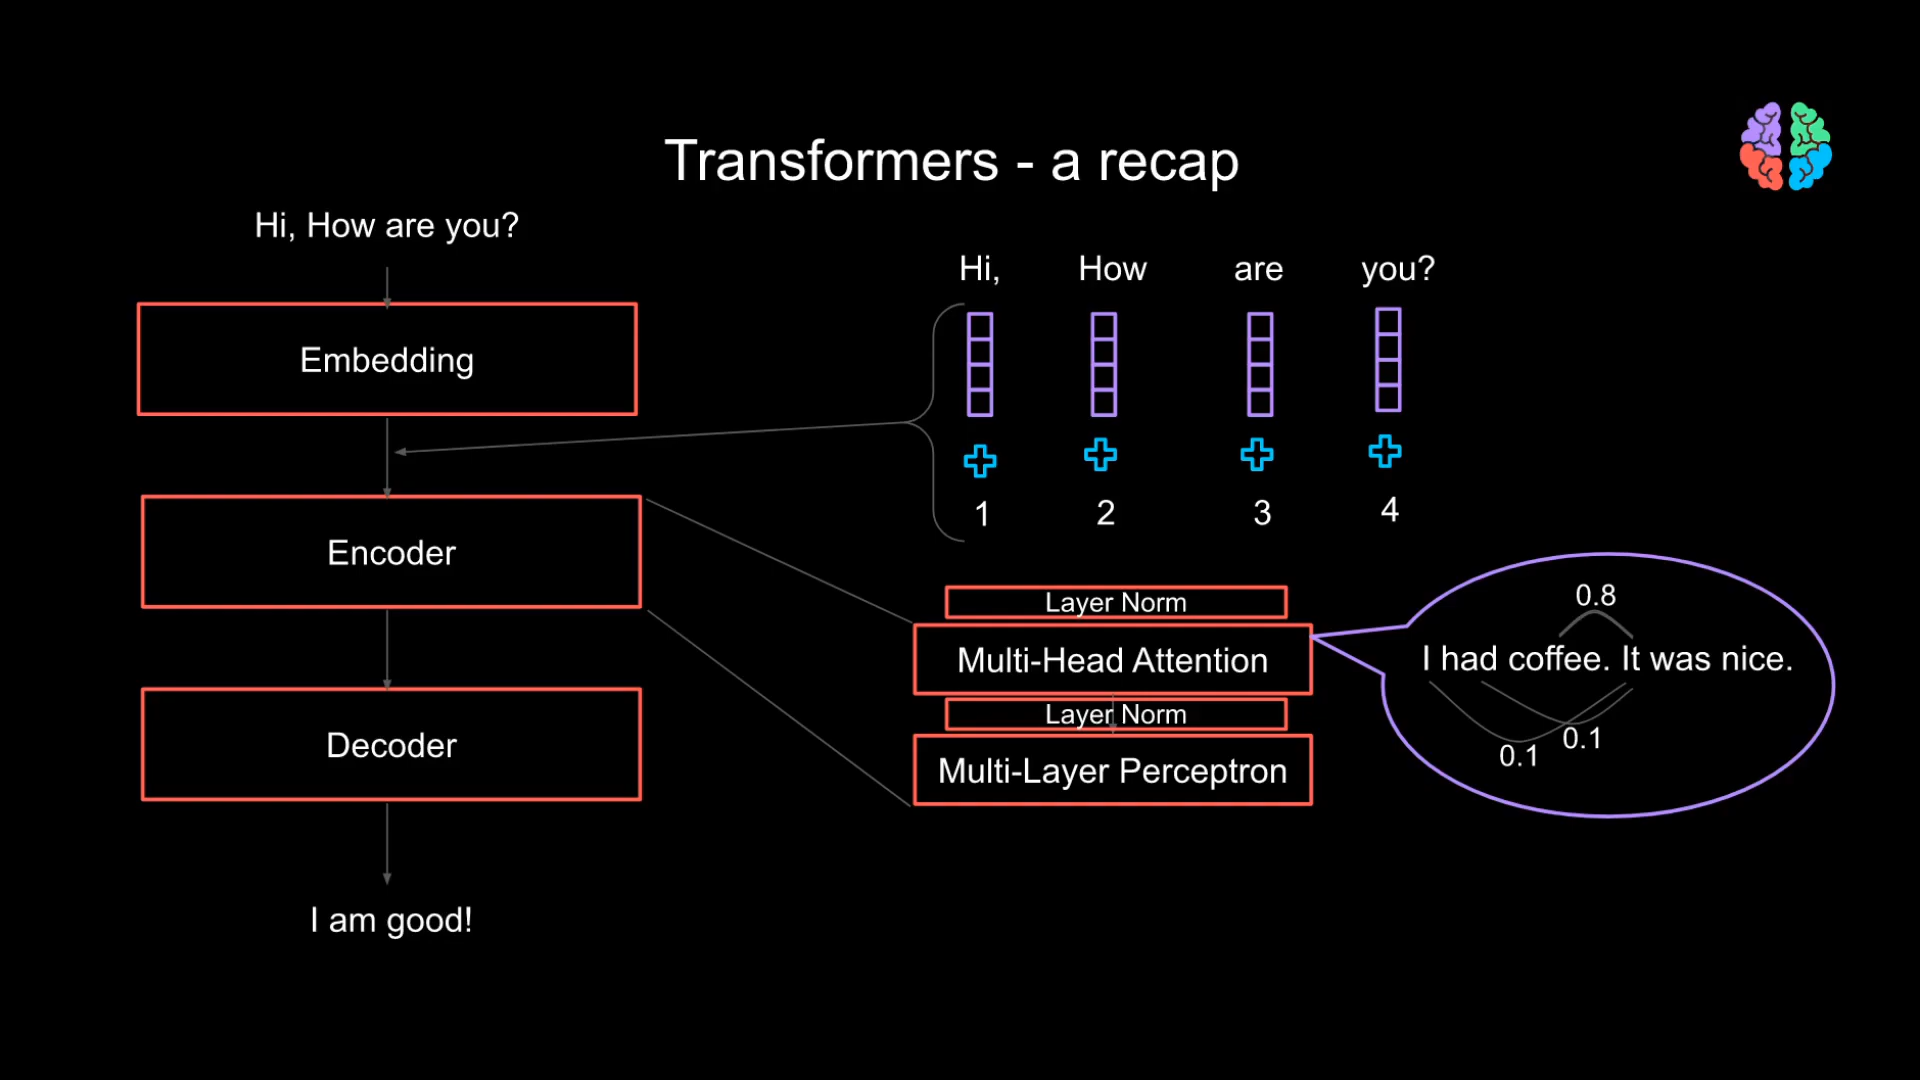 Transformers - a recap
Hi, How are you?
Embedding
Encoder
Decoder
I am good!
Hi, How are you?
1 2 3 4
Layer Norm
Multi-Head Attention
Layer Norm
Multi-Layer Perceptron
0.8
I had coffee. It was nice.
0.1 0.1